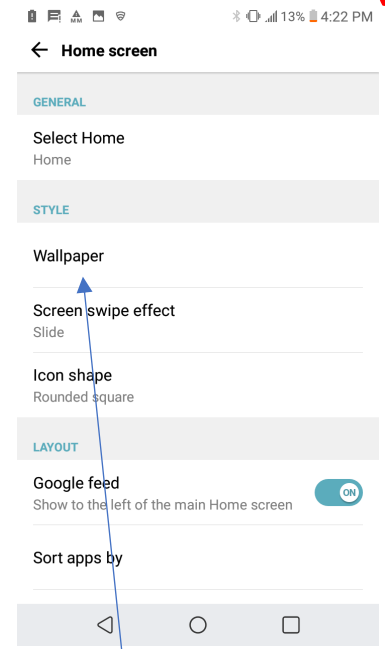 MM 13% 4:22 PM
Home screen
GENERAL
Select Home
Home
STYLE
Wallpaper
Screen swipe effect
Slide
Icon shape
Rounded square
LAYOUT
Google feed
ON
Show to the left of the main Home screen
Sort apps by